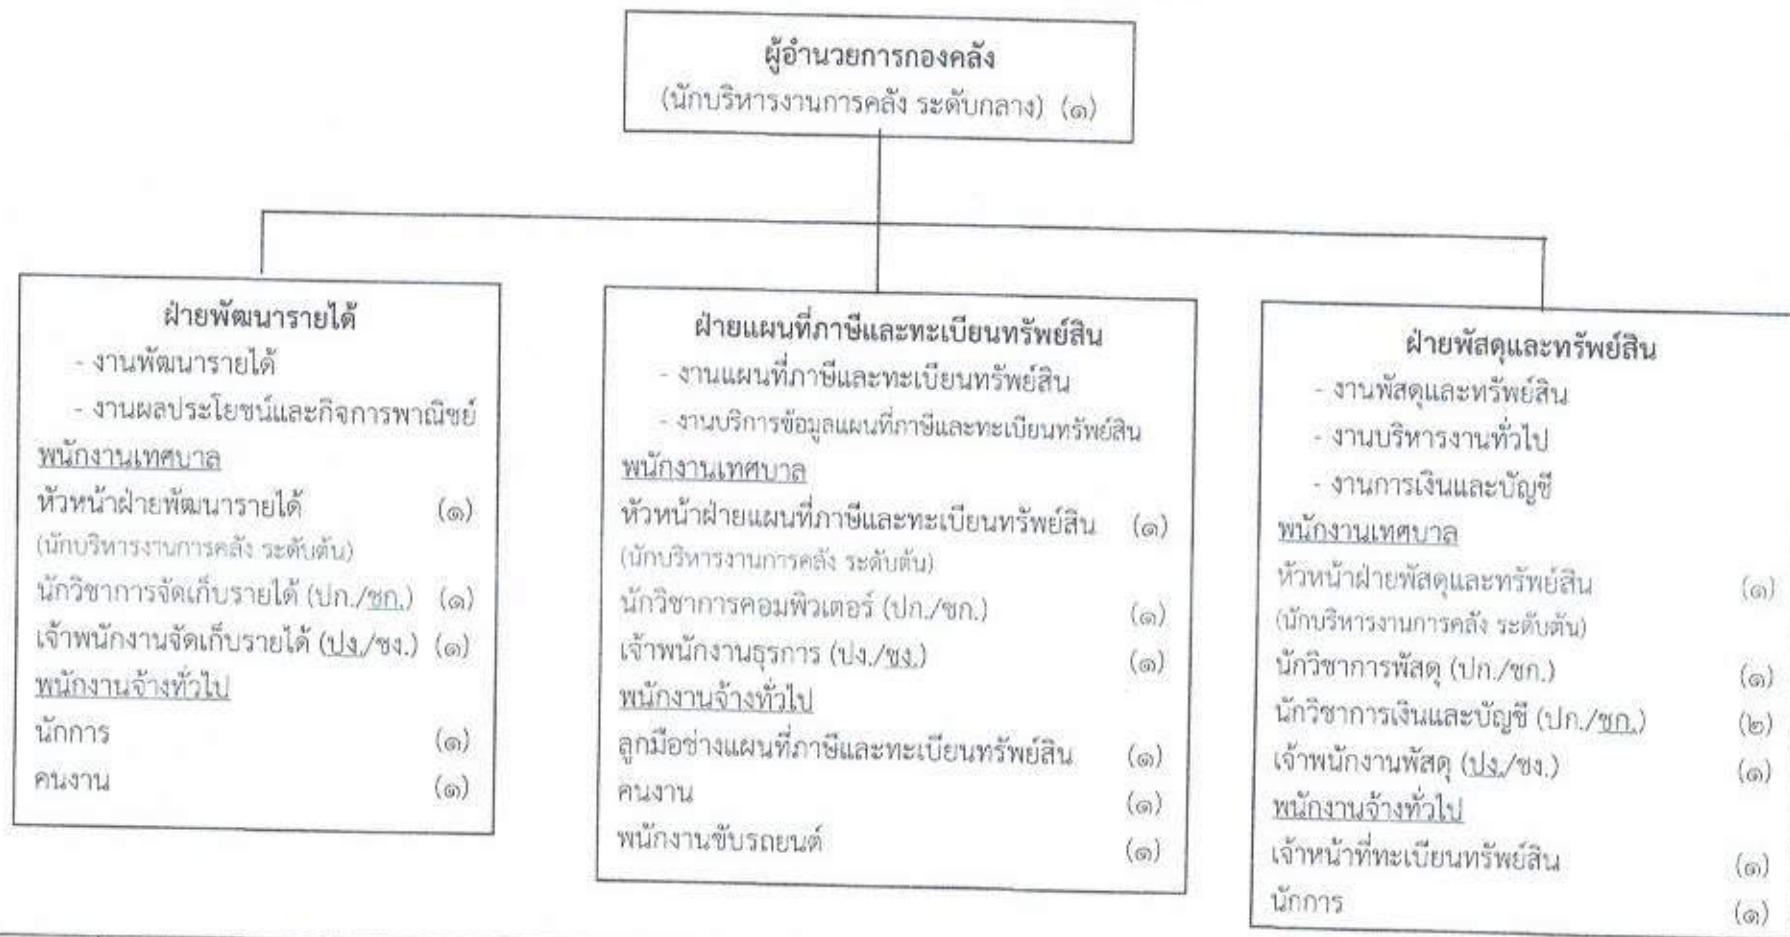 ผู้อำนวยการกองคลัง
(นักบริหารงานการคลัง ระดับกลาง) (๑)
ฝ่ายพัฒนารายได้
- งานพัฒนารายได้
- งานผลประโยชน์และกิจการพาณิชย์
พนักงานเทศบาล
หัวหน้าฝ่ายพัฒนารายได้ (๑)
(นักบริหารงานการคลัง ระดับต้น)
นักวิชาการจัดเก็บรายได้ (ปก./ชก.) (๑)
เจ้าพนักงานจัดเก็บรายได้ (ปง./ชง.) (๑)
พนักงานจ้างทั่วไป
นักการ (๑)
คนงาน (๑)
ฝ่ายแผนที่ภาษีและทะเบียนทรัพย์สิน
- งานแผนที่ภาษีและทะเบียนทรัพย์สิน
- งานบริการข้อมูลแผนที่ภาษีและทะเบียนทรัพย์สิน
พนักงานเทศบาล
หัวหน้าฝ่ายแผนที่ภาษีและทะเบียนทรัพย์สิน (๑)
(นักบริหารงานการคลัง ระดับต้น)
นักวิชาการคอมพิวเตอร์ (ปก./ชก.) (๑)
เจ้าพนักงานธุรการ (ปง./ชง.) (๑)
พนักงานจ้างทั่วไป
ลูกมือช่างแผนที่ภาษีและทะเบียนทรัพย์สิน (๑)
คนงาน (๑)
พนักงานขับรถยนต์ (๑)
ฝ่ายพัสดุและทรัพย์สิน
- งานพัสดุและทรัพย์สิน
- งานบริหารงานทั่วไป
- งานการเงินและบัญชี
พนักงานเทศบาล
หัวหน้าฝ่ายพัสดุและทรัพย์สิน (๑)
(นักบริหารงานการคลัง ระดับต้น)
นักวิชาการพัสดุ (ปก./ชก.) (๑)
นักวิชาการเงินและบัญชี (ปก./ชก.) (๒)
เจ้าพนักงานพัสดุ (ปง./ชง.) (๑)
พนักงานจ้างทั่วไป
เจ้าหน้าที่ทะเบียนทรัพย์สิน (๑)
นักการ (๑)